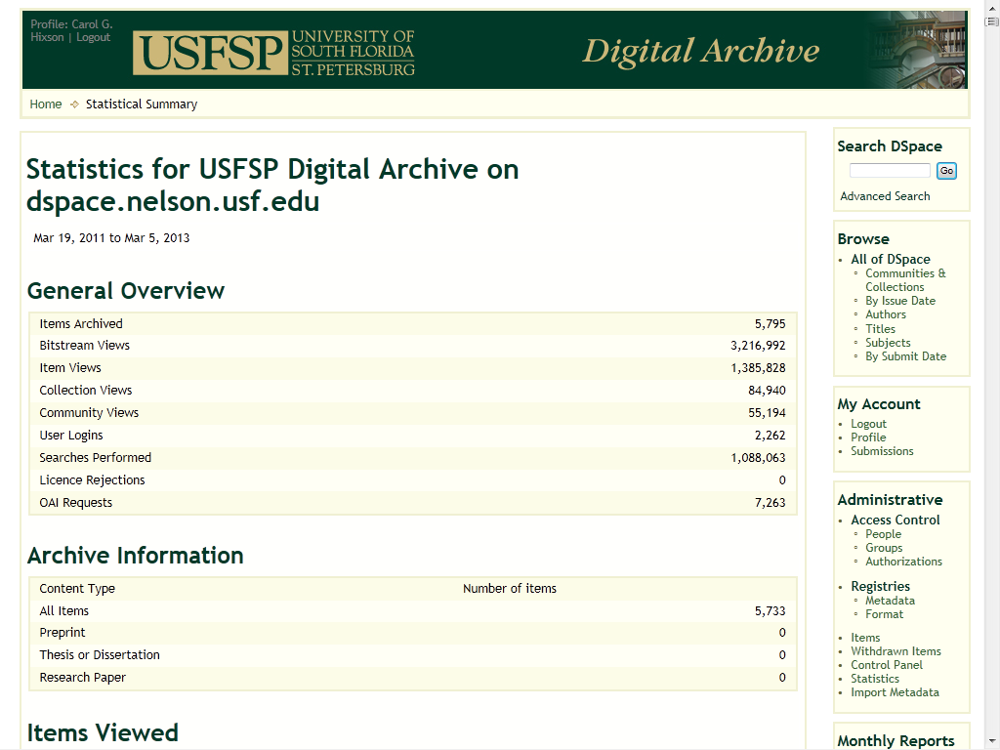 Profile: Carol G.
Hixson | Logout
USFSP
UNIVERSITY OF
SOUTH FLORIDA
ST. PETERSBURG
Digital Archive
Home
Statistical Summary
Statistics for USFSP Digital Archive on
dspace.nelson.usf.edu
Mar 19, 2011 to Mar 5, 2013
General Overview
Items Archived 5,795
Bitstream Views 3,216,992
Item Views 1,385,828
Collection Views 84,940
Community Views 55,194
User Logins 2,262
Searches Performed 1,088,063
Licence Rejections 0
OAI Requests 7,263
Archive Information
Content Type Number of items
All Items 5,733
Preprint 0
Thesis or Dissertation 0
Research Paper 0
Items Viewed
Search DSpace
Go
Advanced Search
Browse
All of DSpace
Communities &
Collections
By Issue Date
Authors
Titles
Subjects
By Submit Date
My Account
Logout
Profile
Submissions
Administrative
Access Control
People
Groups
Authorizations
Registries
Metadata
Format
Items
Withdrawn Items
Control Panel
Statistics
Import Metadata
Monthly Reports